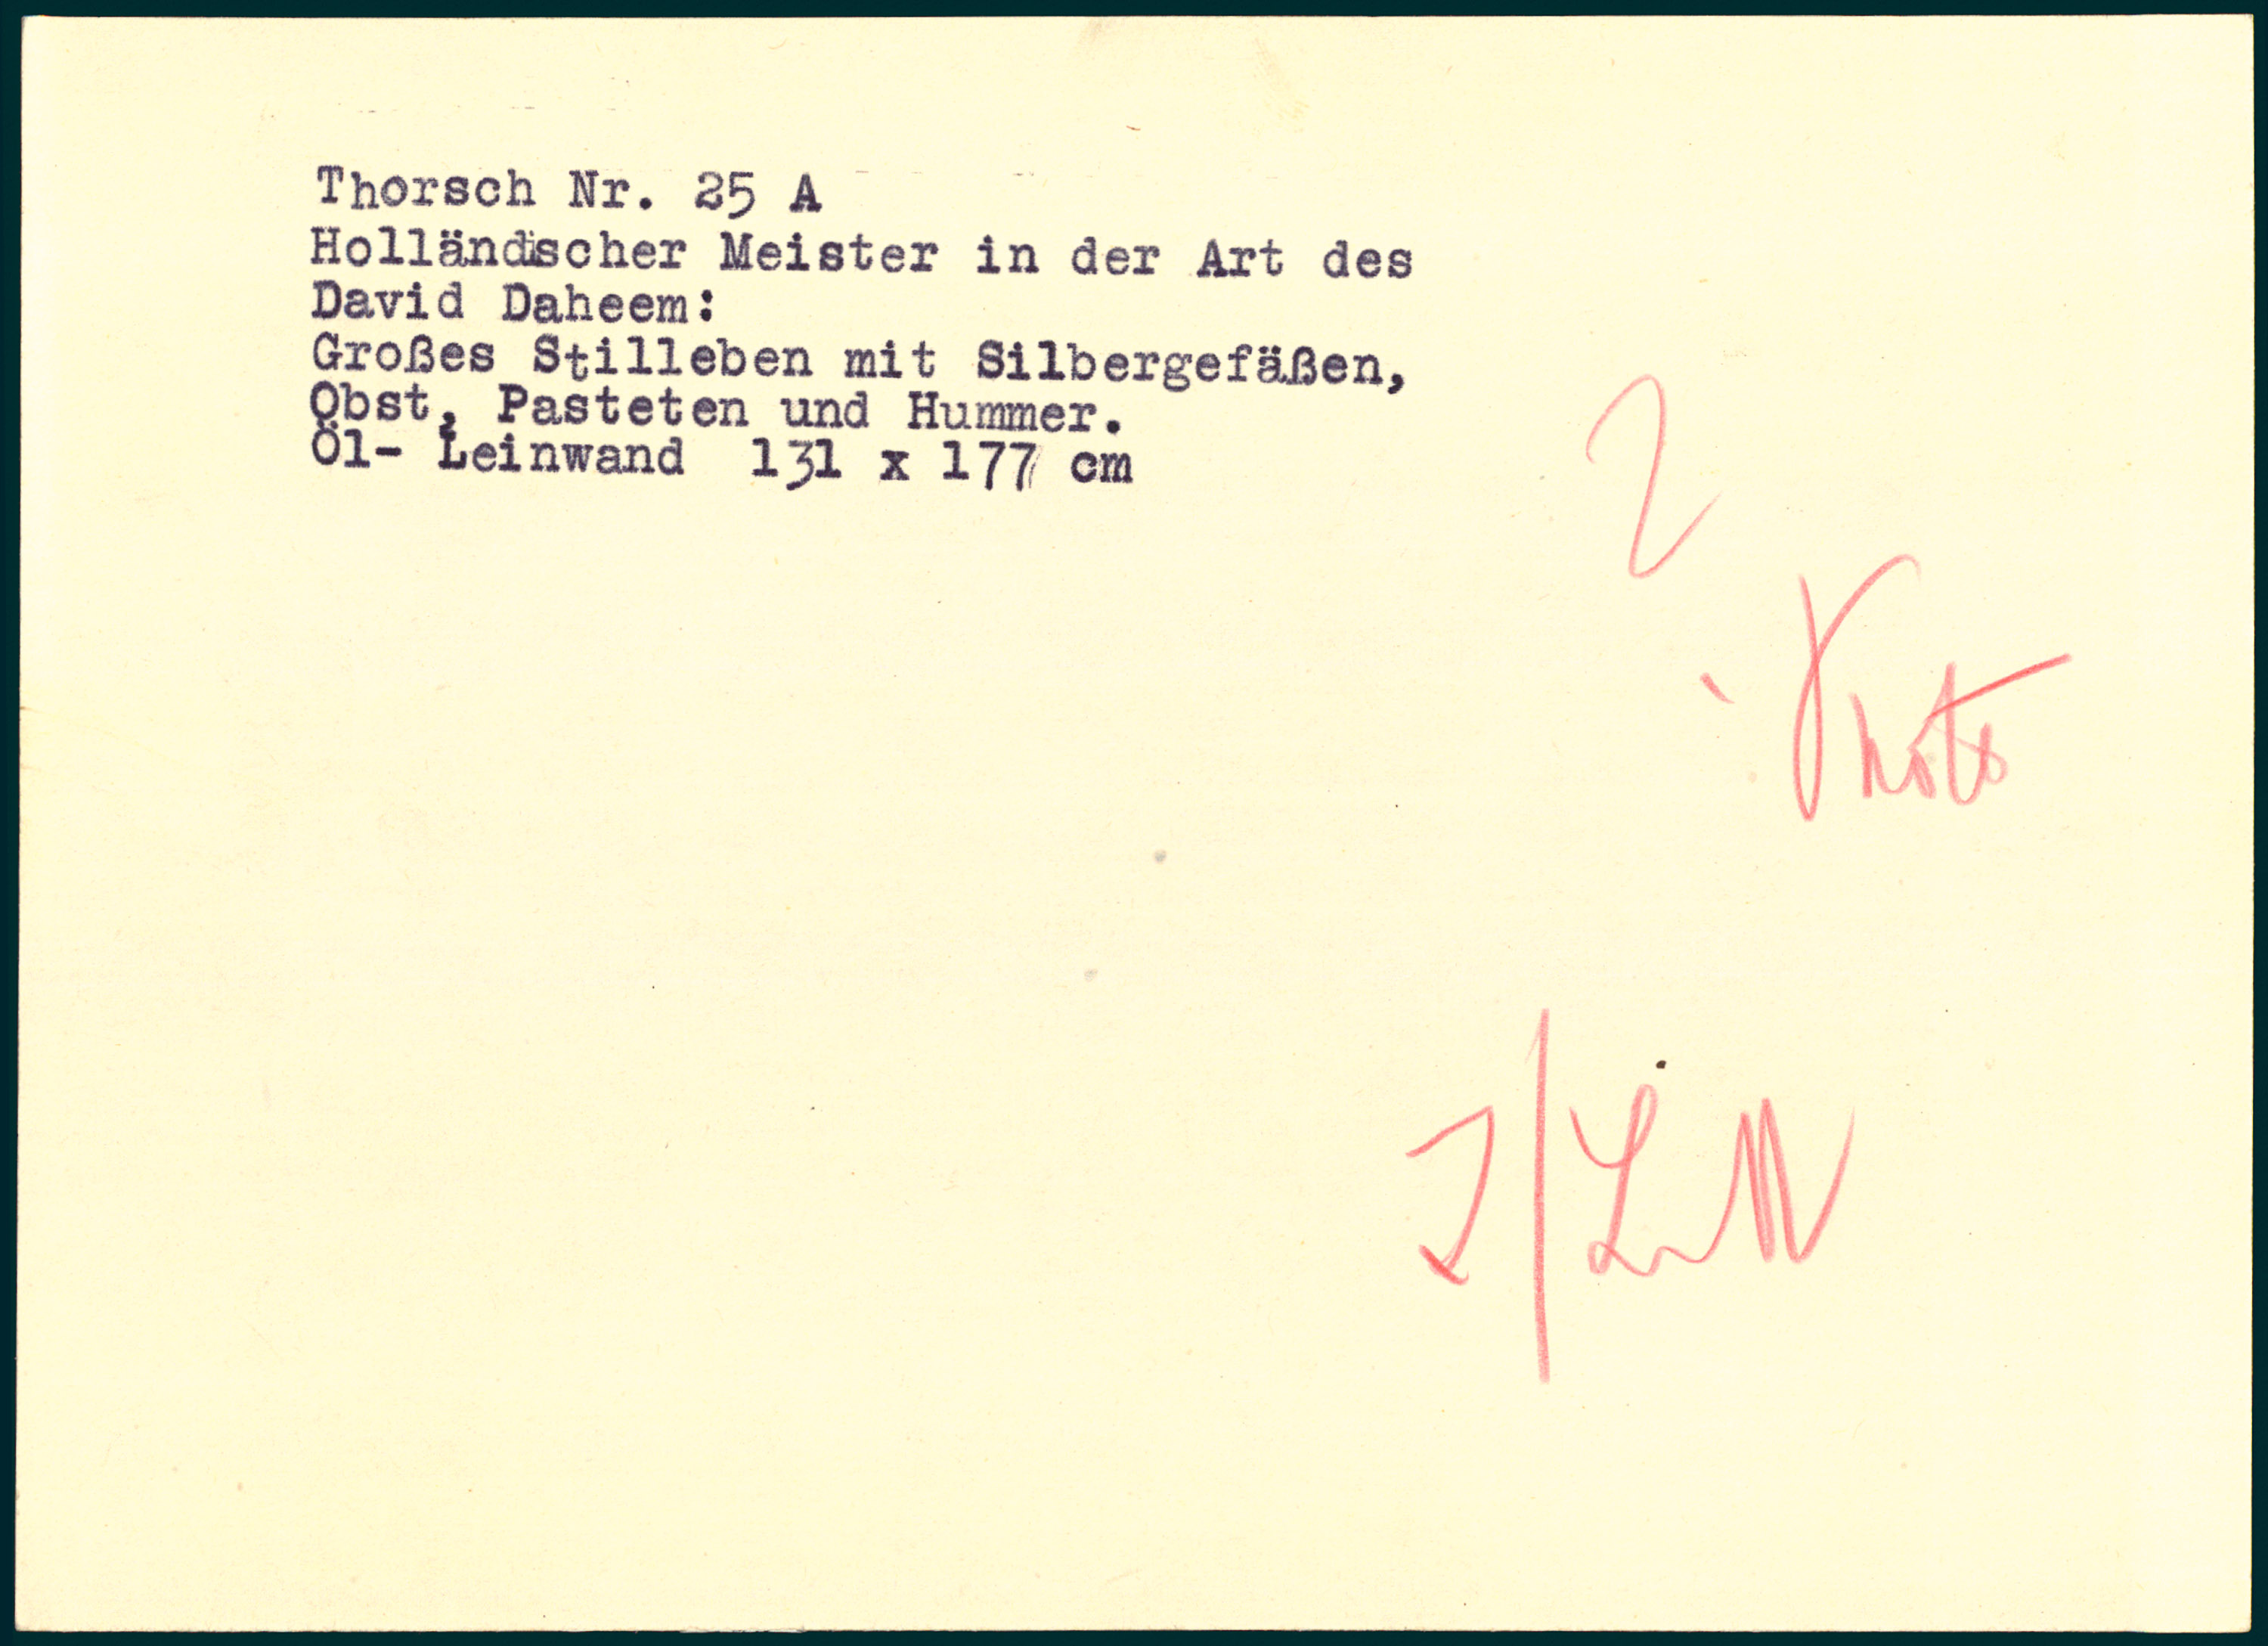 Thorsch Nr. 25 A
Holländischer Meister in der Art des
David Daheem:
Großes Stilleben mit Silbergefäßen,
Obst, Pasteten und Hummer.
Öl- Leinwand 131 x 177 cm
Photo